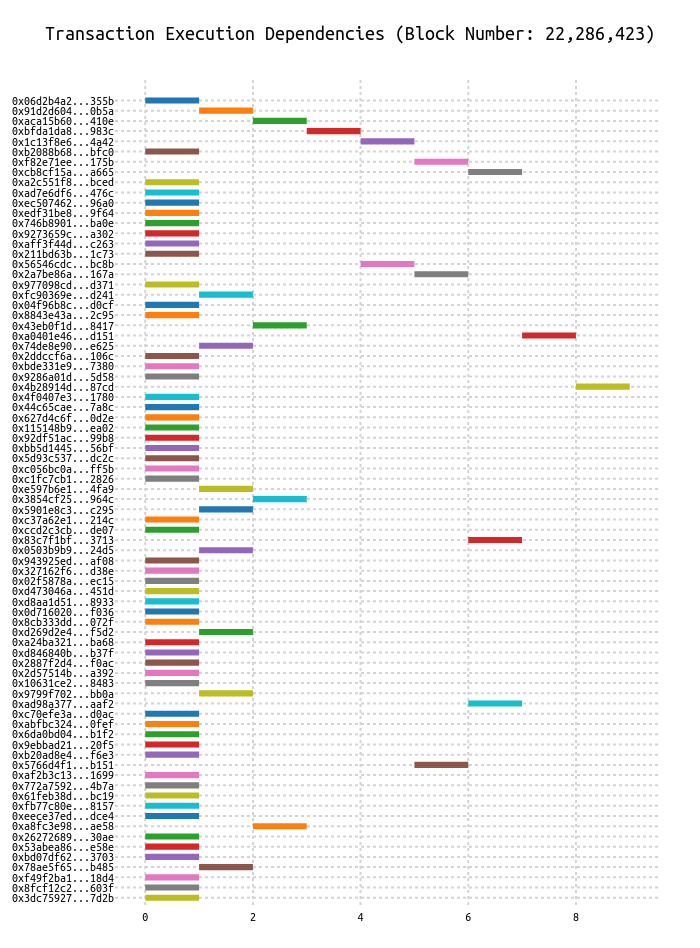 Transaction Execution Dependencies (Block Number: 22,286,423)
0x06d2b4a2...355b
0x91d2d604...0b5a
0xaca15b60...410e
0xbfda1da8...983c
0x1c13f8e6...4a42
0xb2088b68...bfc0
0xf82e71ee...175b
0xcb8cf15a...a665
0xa2c551f8...bced
0xad7e6df6...476c
0xec507462...96a0
0xedf31be8...9f64
0x746b8901...ba0e
0x9273659c...a302
0xaff3f44d...c263
0x211bd63b...1c73
0x56546cdc...bc8b
0x2a7be86a...167a
0x977098cd...d371
0xfc90369e...d241
0x04f96b8c...d0cf
0x8843e43a...2c95
0x43eb0f1d...8417
0xa0401e46...d151
0x74de8e90...e625
0x2ddccf6a...106c
0xbde331e9...7380
0x9286a01d...5d58
0x4b28914d...87cd
0x4f0407e3...1780
0x44c65cae...7a8c
0x627d4c6f...0d2e
0x115148b9...ea02
0x92df51ac...99b8
0xbb5d1445...56bf
0x5d93c537...dc2c
0xc056bc0a...ff5b
0xc1fc7cb1...2826
0xe597b6e1...4fa9
0x3854cf25...964c
0x5901e8c3...c295
0xc37a62e1...214c
0xccd2c3cb...de07
0x83c7f1bf...3713
0x0503b9b9...24d5
0x943925ed...af08
0x327162f6...d38e
0x02f5878a...ec15
0xd473046a...451d
0xd8aa1d51...8933
0x0d716020...f036
0x8cb333dd...072f
0xd269d2e4...f5d2
0xa24ba321...ba68
0xd846840b...b37f
0x2887f2d4...f0ac
0x2d57514b...a392
0x10631ce2...8483
0x9799f702...bb0a
0xad98a377...aaf2
0xc70efe3a...d0ac
0xabfbc324...0fef
0x6da0bd04...b1f2
0x9ebbad21...20f5
0xb20ad8e4...f6e3
0x5766d4f1...b151
0xaf2b3c13...1699
0x772a7592...4b7a
0x61feb38d...bc19
0xfb77c80e...8157
0xeece37ed...dce4
0xa8fc3e98...ae58
0x26272689...30ae
0x53abea86...e58e
0xbd07df62...3703
0x78ae5f65...b485
0xf49f2ba1...18d4
0x8fcf12c2...603f
0x3dc75927...7d2b
0 2 4 6 8